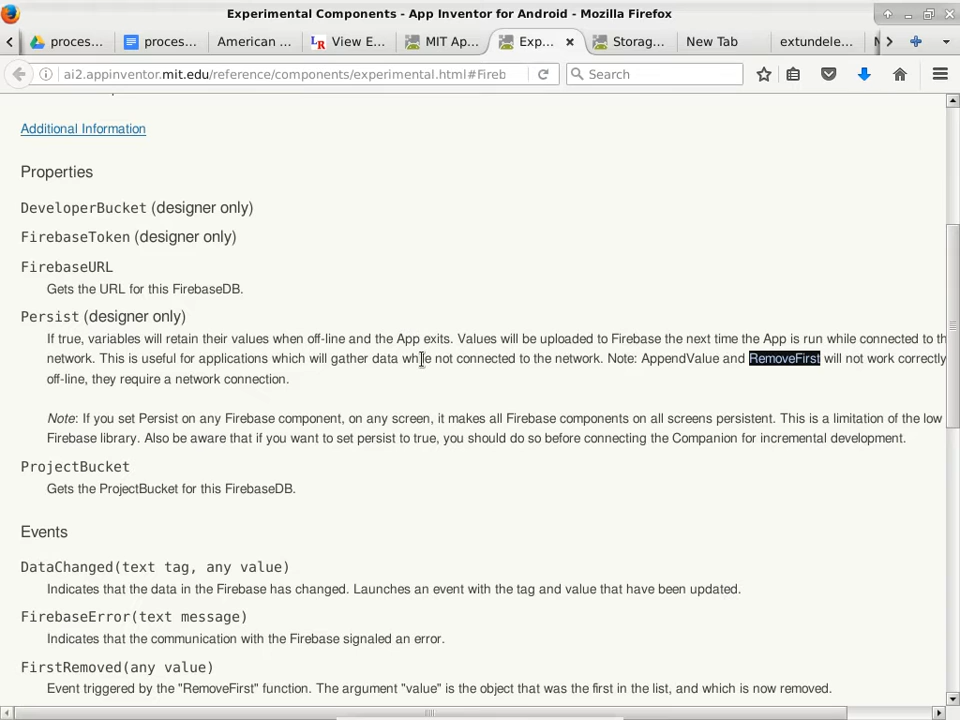 Experimental Components - App Inventor for Android - Mozilla Firefox
proces... proces... American ... View E... MIT Ap... Exp... Storag... New Tab extundele...
ai2.appinventor.mit.edu/reference/components/experimental.html#Fireb Search
Additional Information
Properties
DeveloperBucket (designer only)
FirebaseToken (designer only)
FirebaseURL
Gets the URL for this FirebaseDB.
Persist (designer only)
If true, variables will retain their values when off-line and the App exits. Values will be uploaded to Firebase the next time the App is run while connected to th
network. This is useful for applications which will gather data while not connected to the network. Note: AppendValue and RemoveFirst will not work correctly
off-line, they require a network connection.
Note: If you set Persist on any Firebase component, on any screen, it makes all Firebase components on all screens persistent. This is a limitation of the low
Firebase library. Also be aware that if you want to set persist to true, you should do so before connecting the Companion for incremental development.
ProjectBucket
Gets the ProjectBucket for this FirebaseDB.
Events
DataChanged(text tag, any value)
Indicates that the data in the Firebase has changed. Launches an event with the tag and value that have been updated.
FirebaseError(text message)
Indicates that the communication with the Firebase signaled an error.
FirstRemoved(any value)
Event triggered by the "RemoveFirst" function. The argument "value" is the object that was the first in the list, and which is now removed.